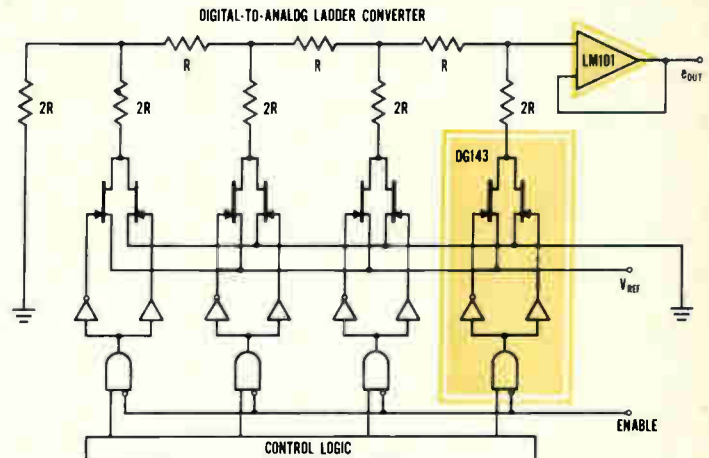 DIGITAL-TO-ANALOG LADDER CONVERTER
R
R
R
LM101
eOUT
2R
2R
2R
2R
2R
DG143
VREF
ENABLE
CONTROL LOGIC